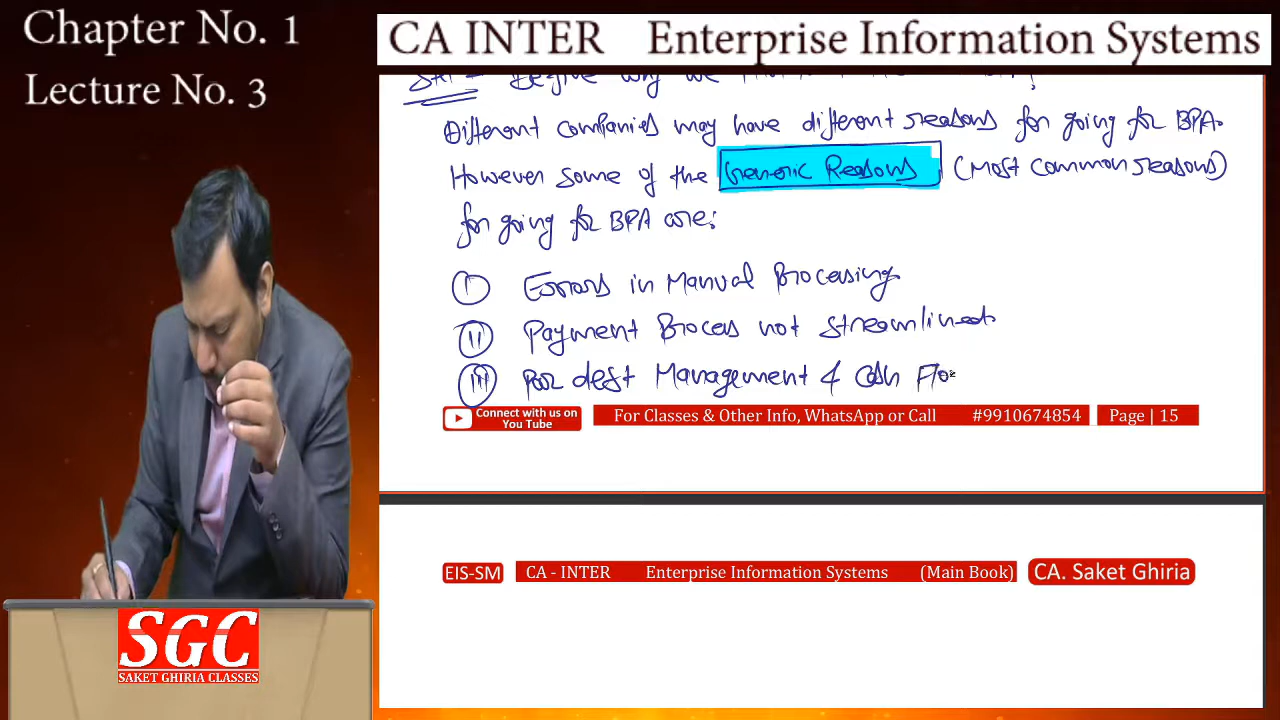 Chapter No. 1
Lecture No. 3
CA INTER Enterprise Information Systems
Define why we
Different companies may have different reasons for going for BPA.
However some of the Generic Reasons (Most common reasons)
for going for BPA are:
I Errors in Manual Processing
II Payment Process not Streamlined
III Poor debt Management & Cash Flo
Connect with us on
You Tube
For Classes & Other Info, WhatsApp or Call #9910674854
Page | 15
EIS-SM
CA - INTER Enterprise Information Systems (Main Book)
CA. Saket Ghiria
SGC
SAKET GHIRIA CLASSES